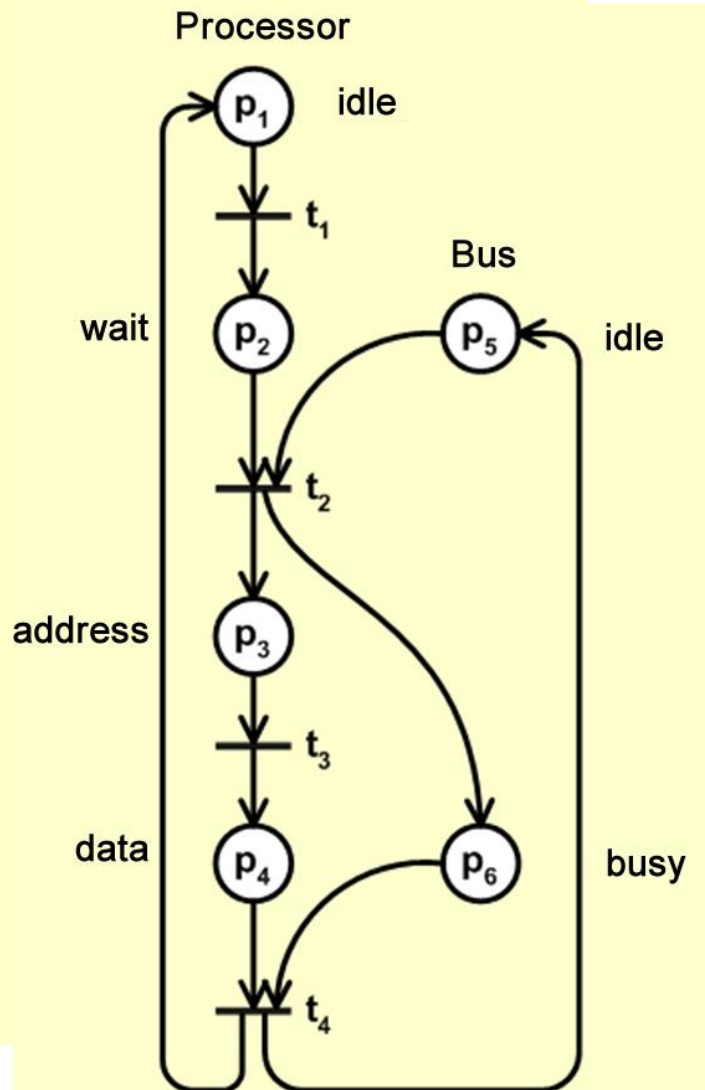 Processor
p₁ idle
t₁
Bus
wait p₂ p₅ idle
t₂
address p₃
t₃
data p₄ p₆ busy
t₄